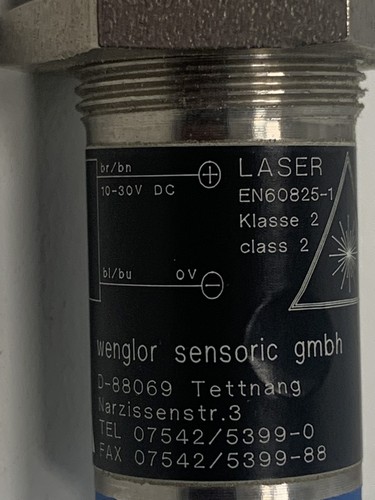 br/bn
10-30V DC
bl/bu 0V
LASER
EN60825-1
Klasse 2
class 2
wenglor sensoric gmbh
D-88069 Tettnang
Narzissenstr.3
TEL 07542/5399-0
FAX 07542/5399-88